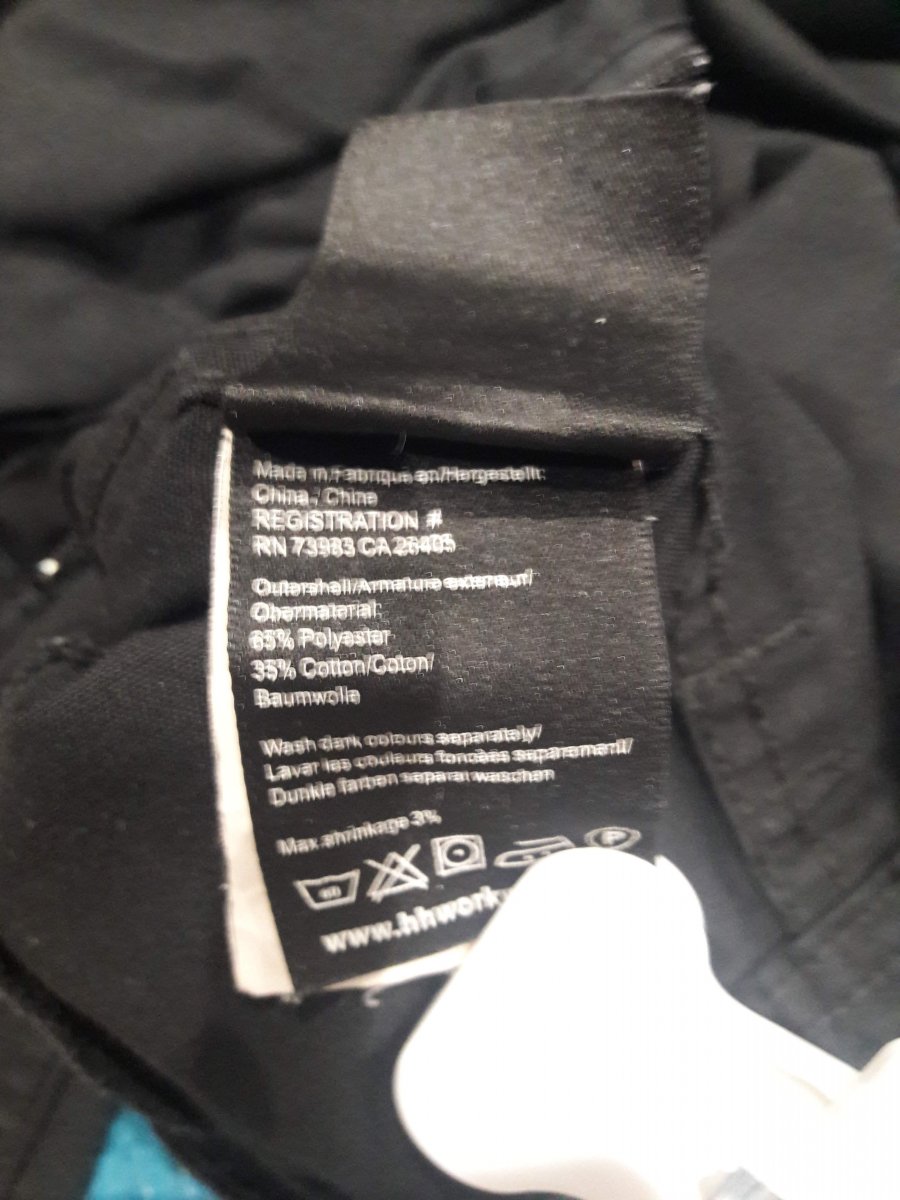 Made in/Fabrique en/Hergestellt:
China / Chine
REGISTRATION #
RN 73983 CA 26405
Outershell/Armature exterieur/
Obermaterial:
65% Polyester
35% Cotton/Coton/
Baumwolle
Wash dark colours separately/
Laver les couleurs foncées separement/
Dunkle farben separat waschen
Max shrinkage 3%
60
P
www.hhwork